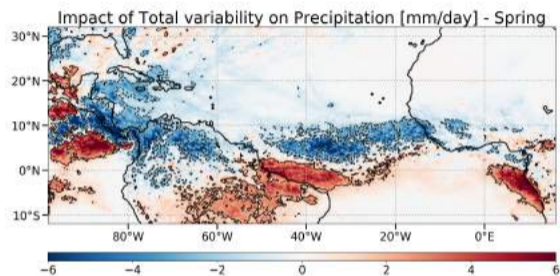 Impact of Total variability on Precipitation [mm/day] - Spring
30°N
20°N
10°N
0°N
10°S
80°W 60°W 40°W 20°W 0°E
−6 −4 −2 0 2 4 6